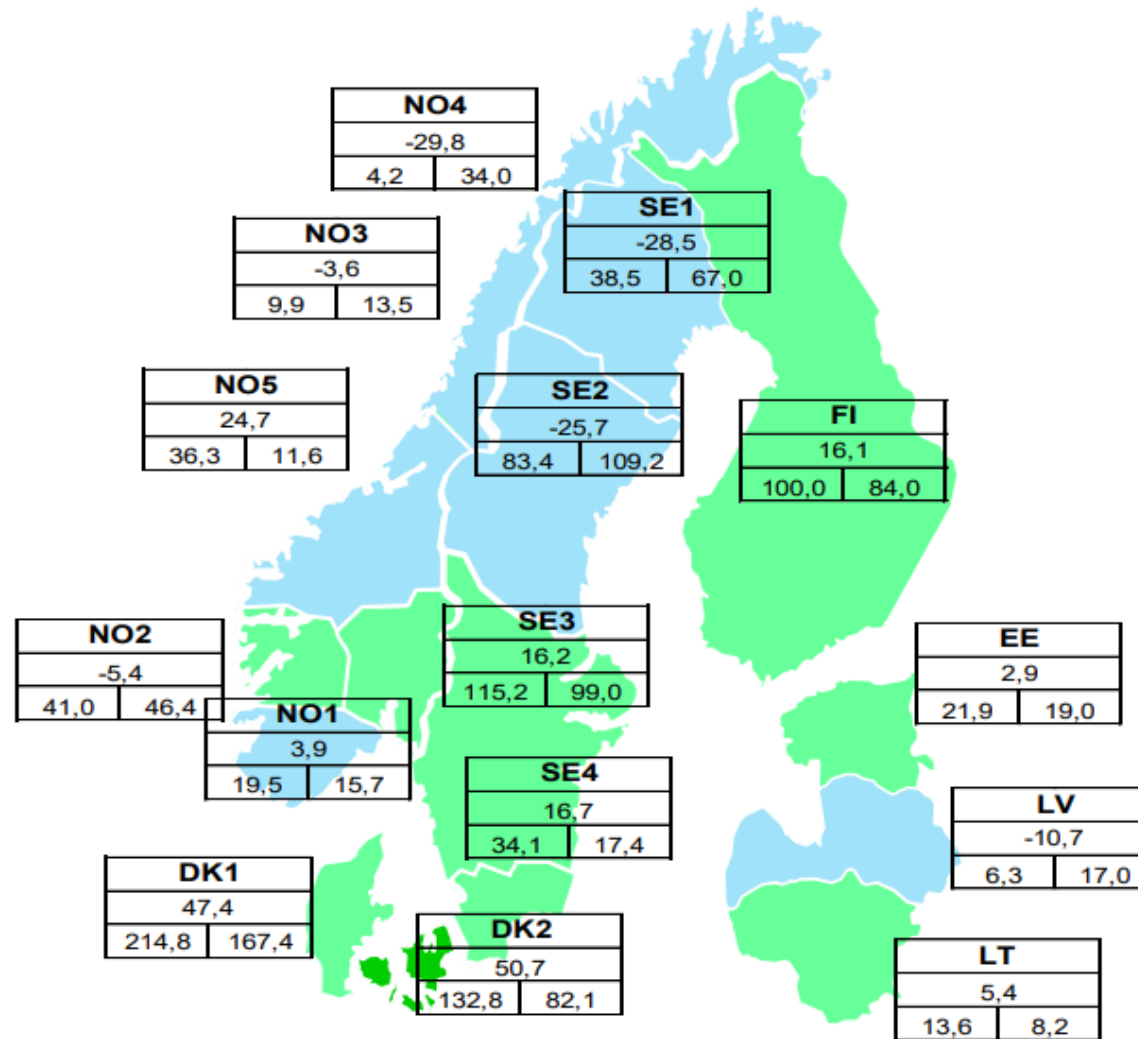 NO4
-29,8
4,2 34,0
SE1
-28,5
38,5 67,0
NO3
-3,6
9,9 13,5
NO5
24,7
36,3 11,6
SE2
-25,7
83,4 109,2
FI
16,1
100,0 84,0
NO2
-5,4
41,0 46,4
SE3
16,2
115,2 99,0
EE
2,9
21,9 19,0
NO1
3,9
19,5 15,7
SE4
16,7
34,1 17,4
LV
-10,7
6,3 17,0
DK1
47,4
214,8 167,4
DK2
50,7
132,8 82,1
LT
5,4
13,6 8,2